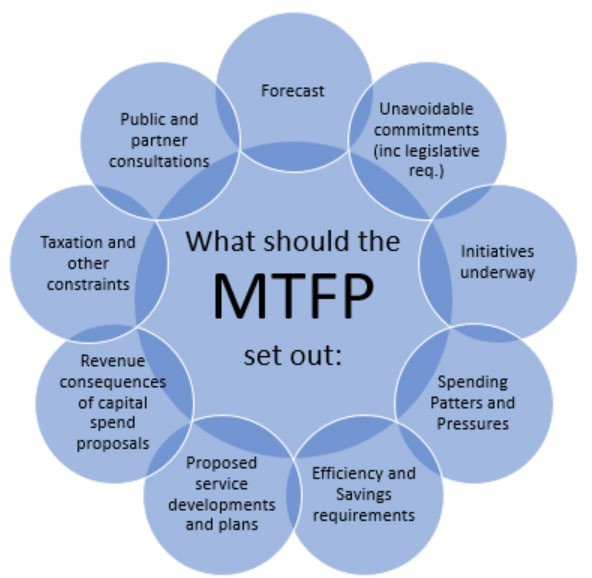 Forecast
Unavoidable
commitments
(inc legislative
req.)
Initiatives
underway
Spending
Patters and
Pressures
Efficiency and
Savings
requirements
Proposed
service
developments
and plans
Revenue
consequences
of capital
spend
proposals
Taxation and
other
constraints
Public and
partner
consultations
What should the
MTFP
set out: